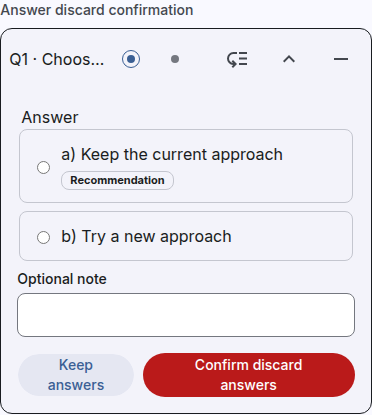 Answer discard confirmation
Q1 · Choos...
Answer
a) Keep the current approach
Recommendation
b) Try a new approach
Optional note
Keep
answers
Confirm discard
answers